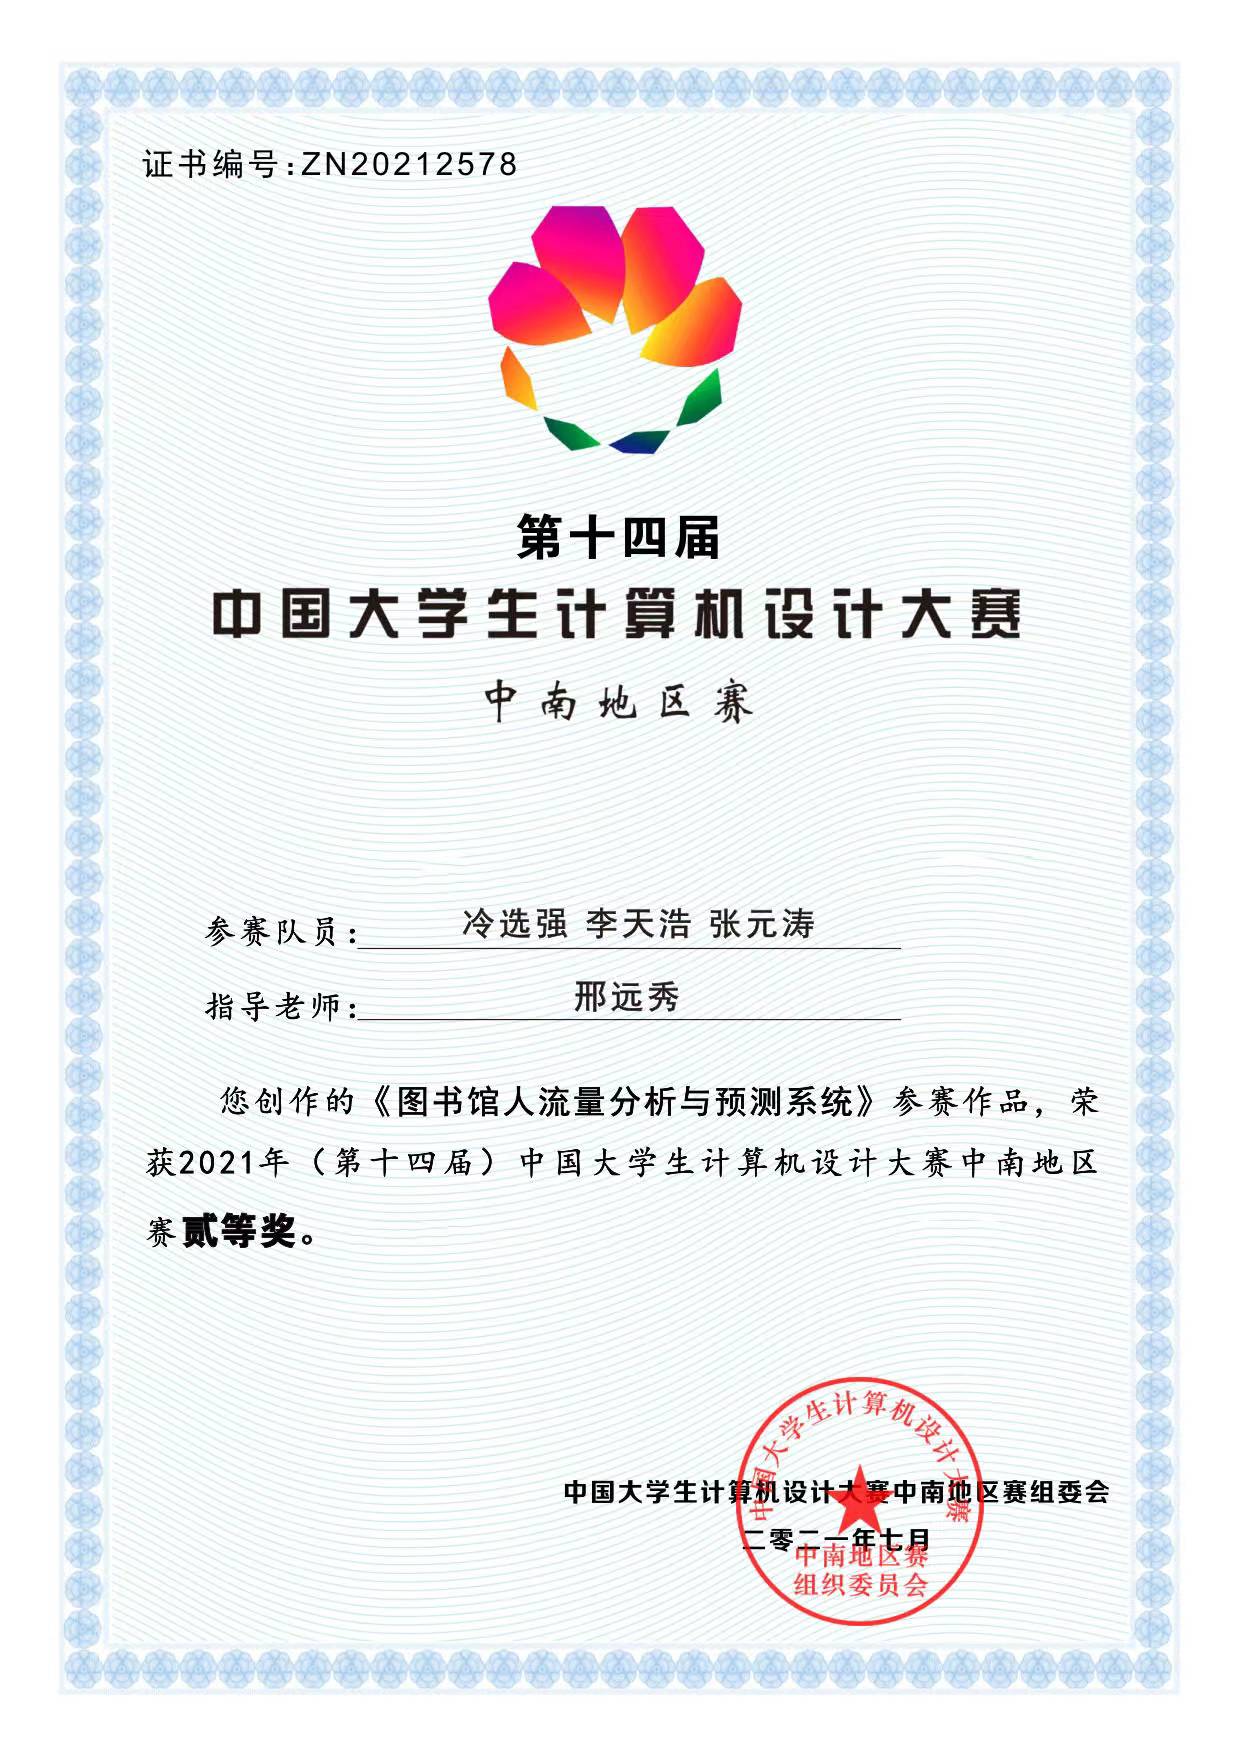 证书编号:ZN20212578
第十四届
中国大学生计算机设计大赛
中南地区赛
参赛队员:冷选强 李天浩 张元涛
指导老师:邢远秀
您创作的《图书馆人流量分析与预测系统》参赛作品，荣
获2021年（第十四届）中国大学生计算机设计大赛中南地区
赛贰等奖。
中国大学生计算机设计大赛中南地区赛组委会
二零二一年七月
中国大学生计算机设计大赛
中南地区赛
组织委员会